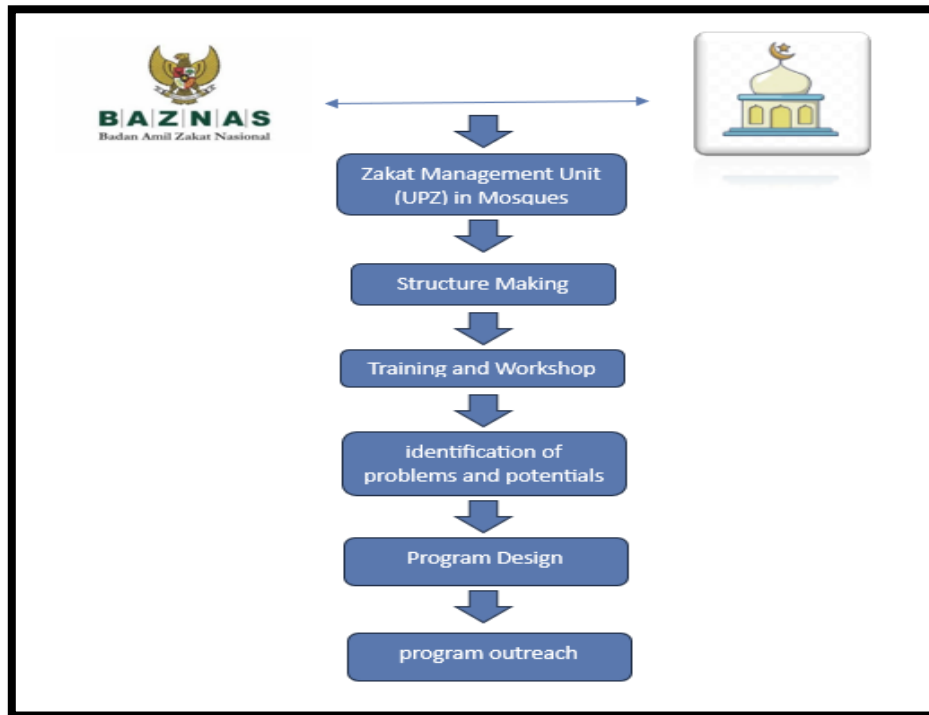 B|A|Z|N|A|S
Badan Amil Zakat Nasional
Zakat Management Unit
(UPZ) in Mosques
Structure Making
Training and Workshop
identification of
problems and potentials
Program Design
program outreach